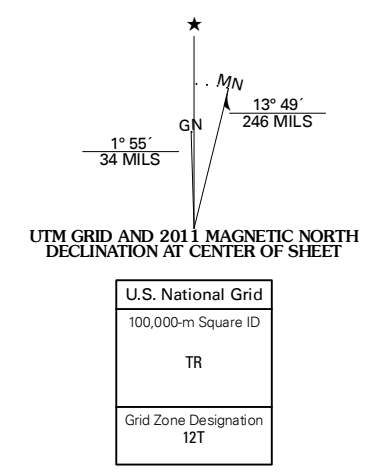 ★
MN
GN
13° 49´
246 MILS
1° 55´
34 MILS
UTM GRID AND 2011 MAGNETIC NORTH
DECLINATION AT CENTER OF SHEET
U.S. National Grid
100,000-m Square ID
TR
Grid Zone Designation
12T